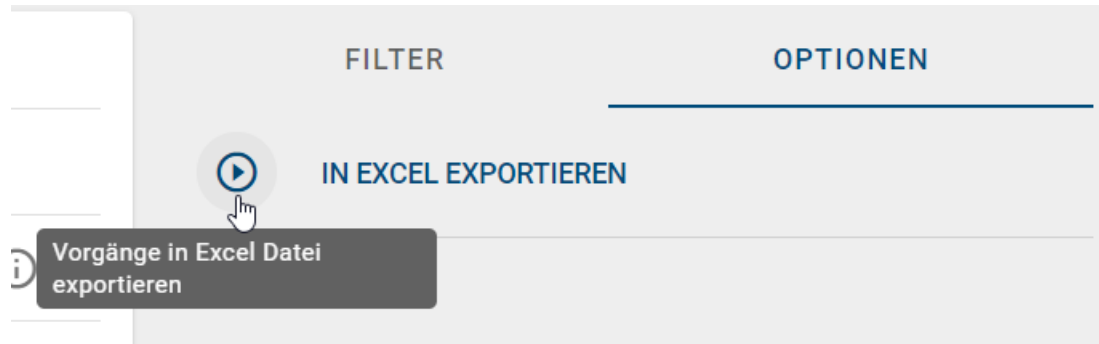 FILTER
OPTIONEN
IN EXCEL EXPORTIEREN
Vorgänge in Excel Datei
exportieren